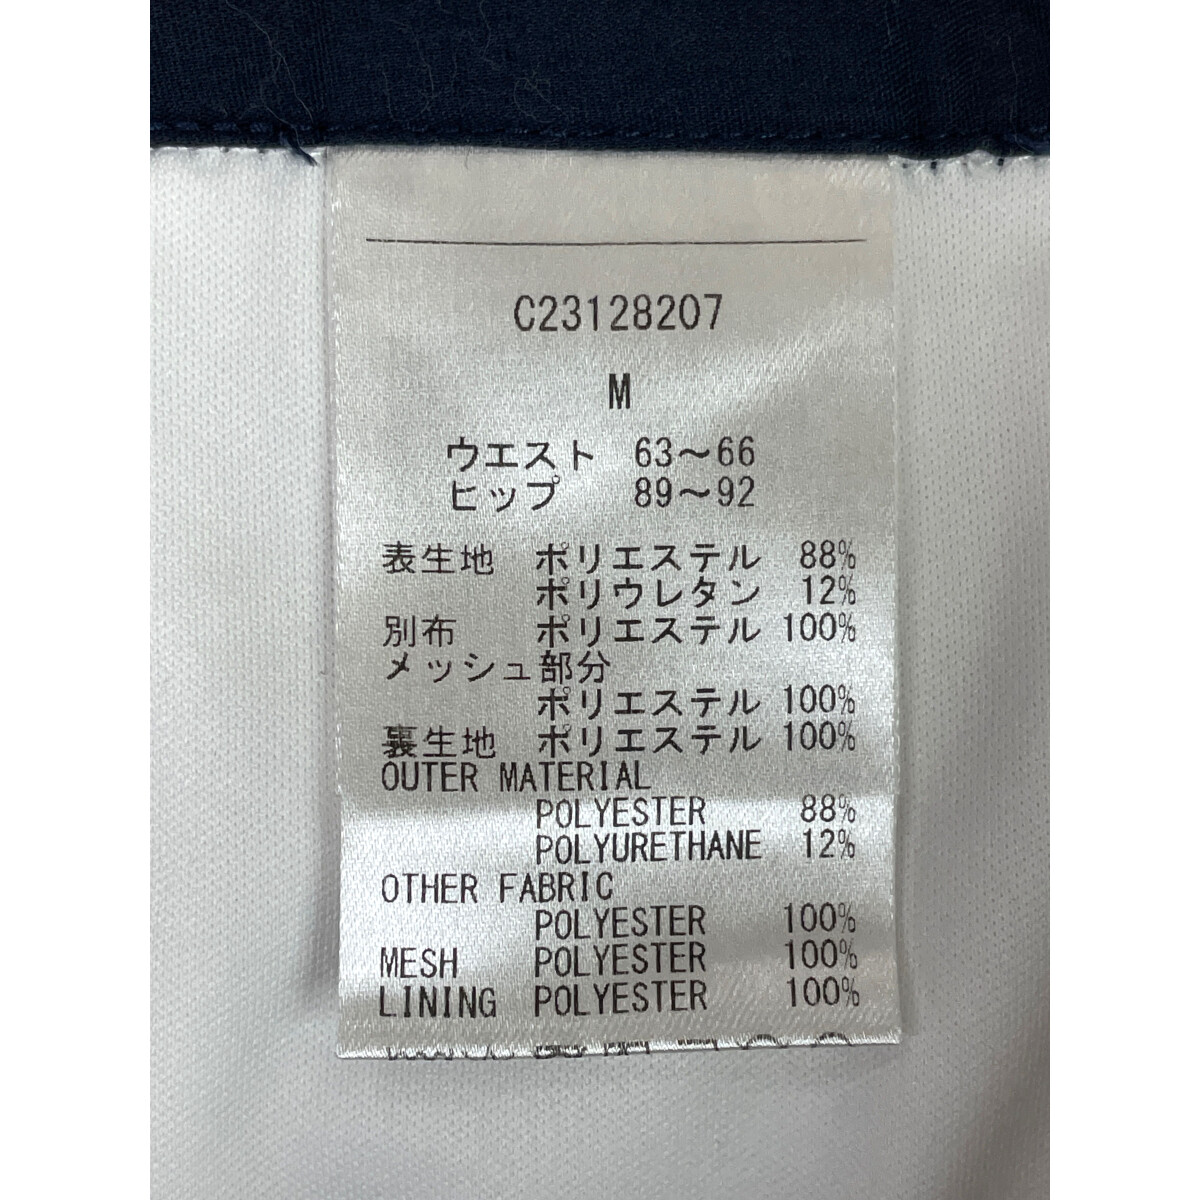 C23128207
M
ウエスト 63～66
ヒップ 89～92
表生地 ポリエステル 88%
ポリウレタン 12%
別布 ポリエステル 100%
メッシュ部分
ポリエステル 100%
裏生地 ポリエステル 100%
OUTER MATERIAL
POLYESTER 88%
POLYURETHANE 12%
OTHER FABRIC
POLYESTER 100%
MESH POLYESTER 100%
LINING POLYESTER 100%